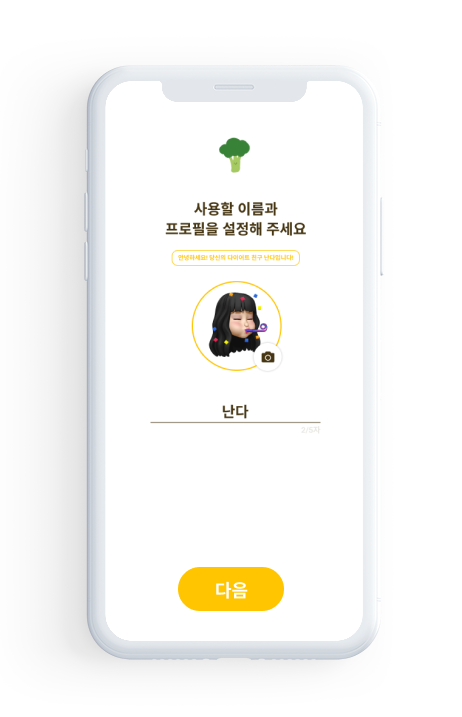 사용할 이름과
프로필을 설정해 주세요
안녕하세요! 당신의 다이어트 친구 난다입니다!
난다
2/5자
다음